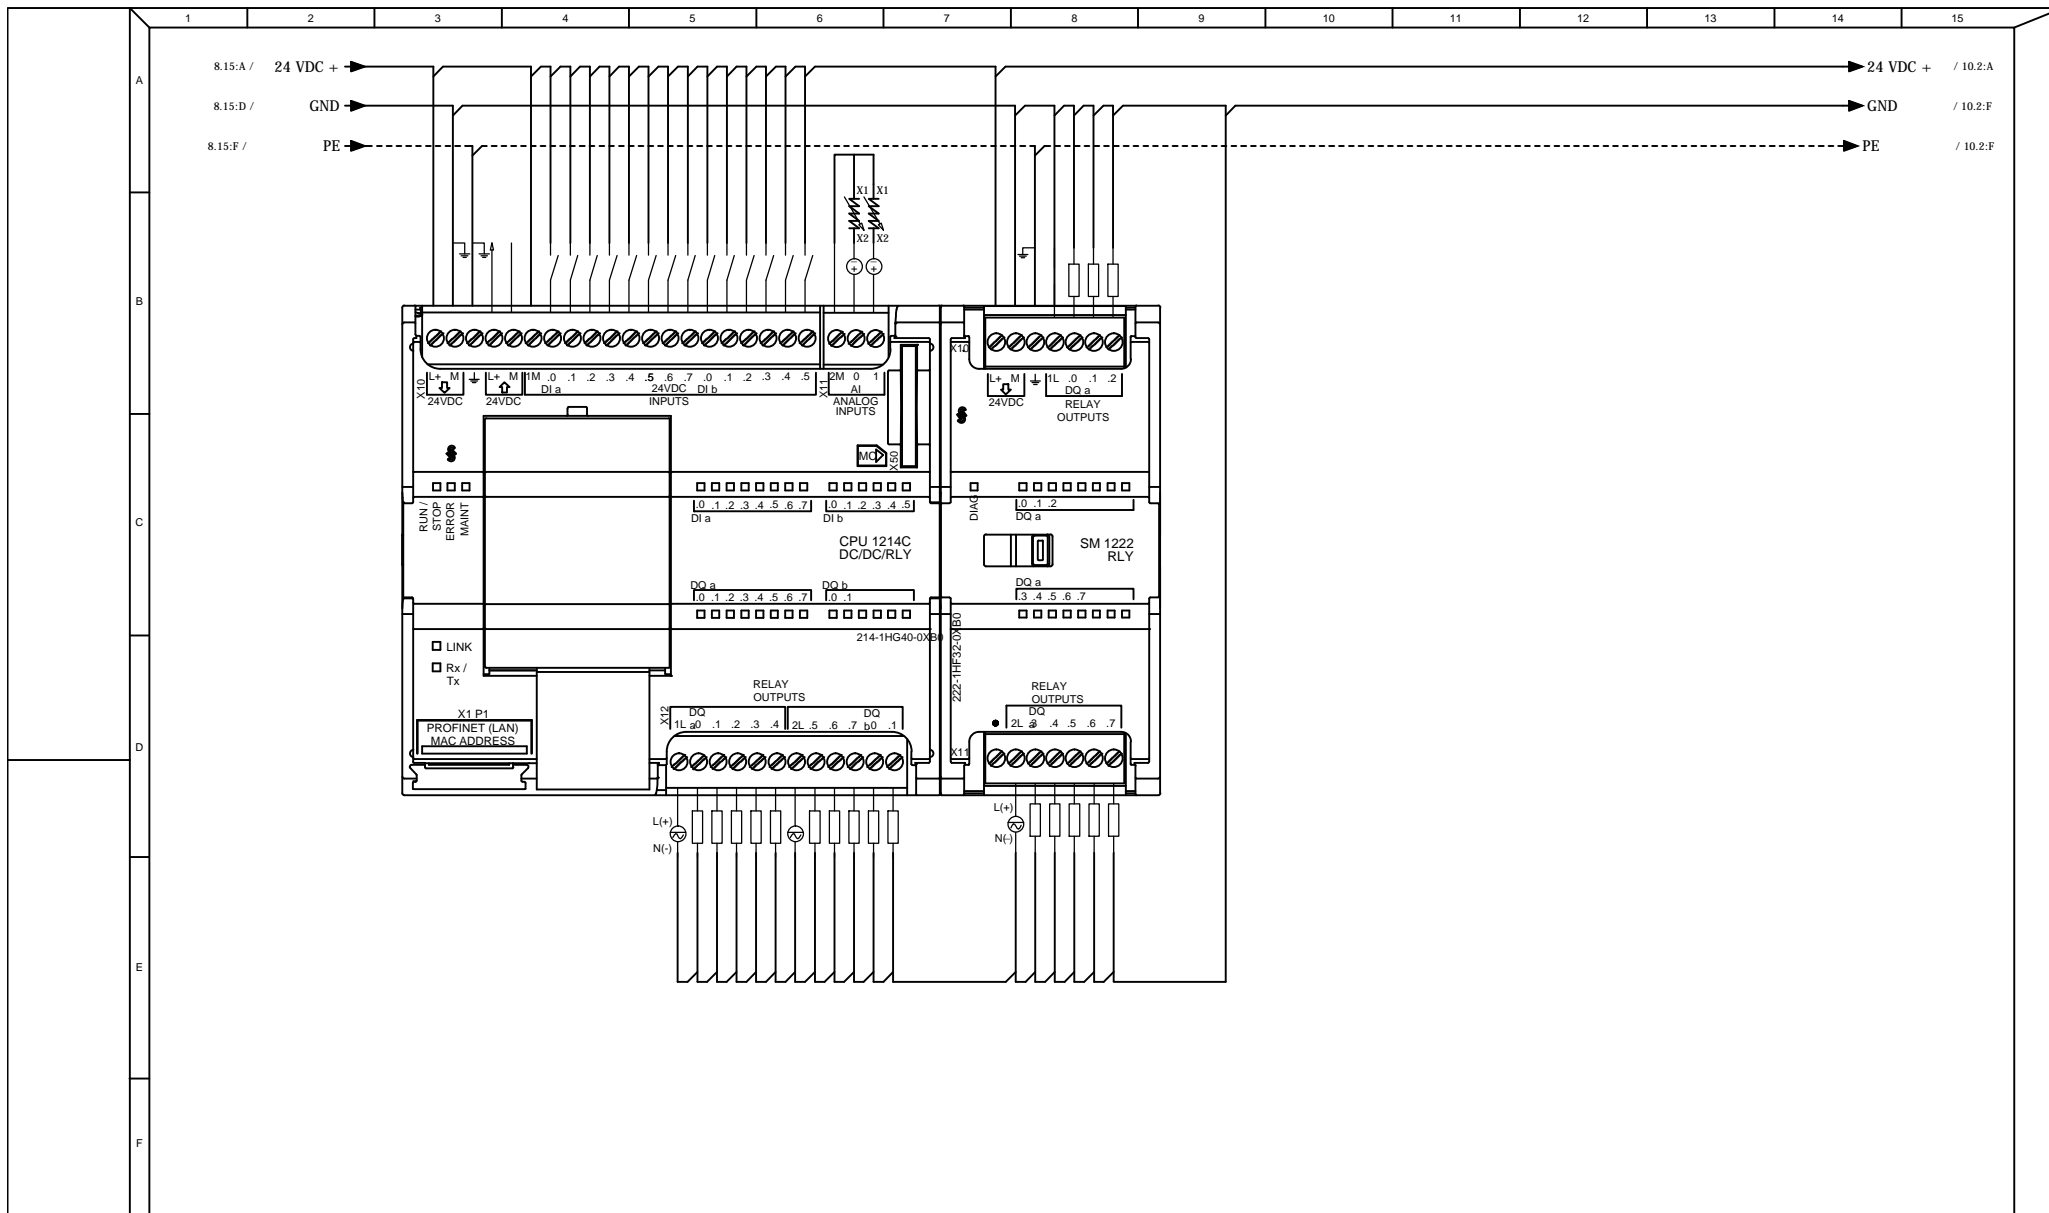 1 2 3 4 5 6 7 8 9 10 11 12 13 14 15
A
8.15:A / 24 VDC + 24 VDC + / 10.2:A
8.15:D / GND GND / 10.2:F
8.15:F / PE PE / 10.2:F
X1 X1
X2 X2
B
X10
L+ M L+ M 1M .0 .1 .2 .3 .4 .5 .6 .7 .0 .1 .2 .3 .4 .5
24VDC 24VDC DI a 24VDC INPUTS DI b
X11
2M 0 1
AI
ANALOG
INPUTS
X10
L+ M 1L .0 .1 .2
24VDC DQ a
RELAY
OUTPUTS
MC
X50
C
RUN /
STOP
ERROR
MAINT
.0 .1 .2 .3 .4 .5 .6 .7 .0 .1 .2 .3 .4 .5
DI a DI b
DIAG
.0 .1 .2
DQ a
CPU 1214C
DC/DC/RLY
SM 1222
RLY
DQ a DQ b
.0 .1 .2 .3 .4 .5 .6 .7 .0 .1
DQ a
.3 .4 .5 .6 .7
214-1HG40-0XB0
222-1HF32-0XB0
LINK
Rx /
Tx
D
X1 P1
PROFINET (LAN)
MAC ADDRESS
RELAY
OUTPUTS
X12
DQ a DQ b
1L .0 .1 .2 .3 .4 2L .5 .6 .7 .0 .1
RELAY
OUTPUTS
DQ a
2L .3 .4 .5 .6 .7
X11
L(+)
N(-)
L(+)
N(-)
E
F